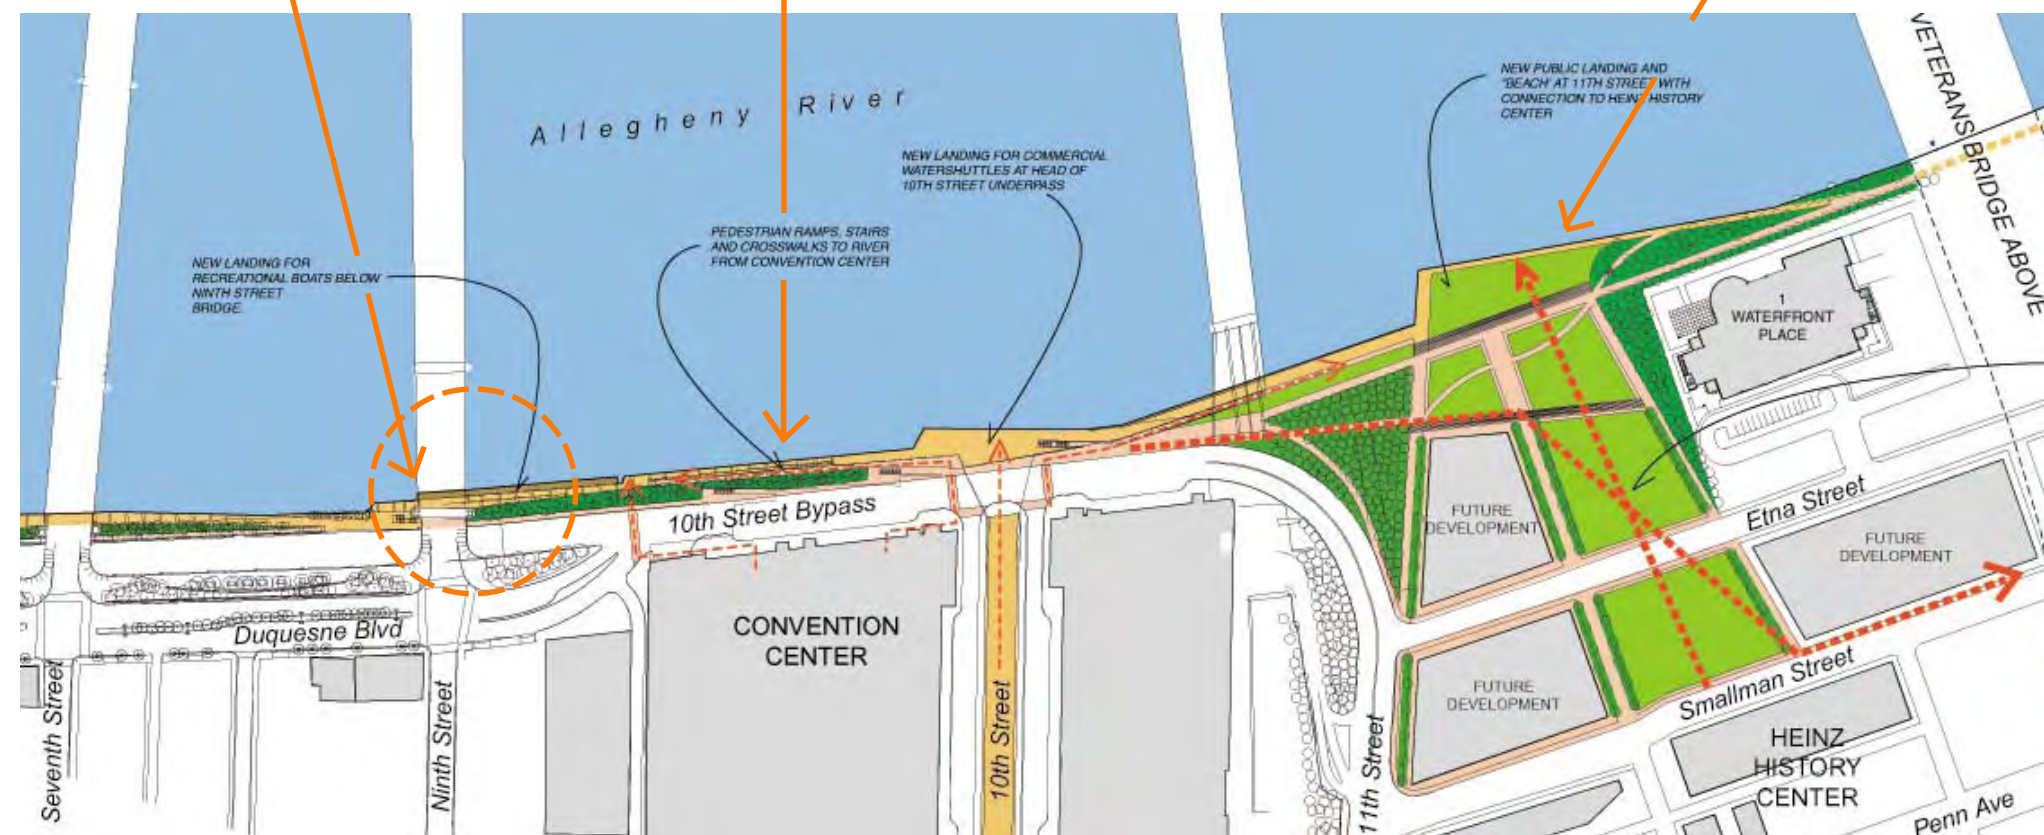 Allegheny River
NEW PUBLIC LANDING AND
'BEACH' AT 11TH STREET WITH
CONNECTION TO HEINZ HISTORY
CENTER
VETERANS BRIDGE ABOVE
NEW LANDING FOR COMMERCIAL
WATERSHUTTLES AT HEAD OF
10TH STREET UNDERPASS
PEDESTRIAN RAMPS, STAIRS
AND CROSSWALKS TO RIVER
FROM CONVENTION CENTER
NEW LANDING FOR
RECREATIONAL BOATS BELOW
NINTH STREET
BRIDGE.
1
WATERFRONT
PLACE
10th Street Bypass
FUTURE
DEVELOPMENT
Etna Street
FUTURE
DEVELOPMENT
Duquesne Blvd
CONVENTION
CENTER
FUTURE
DEVELOPMENT
Smallman Street
Seventh Street
Ninth Street
10th Street
11th Street
HEINZ
HISTORY
CENTER
Penn Ave